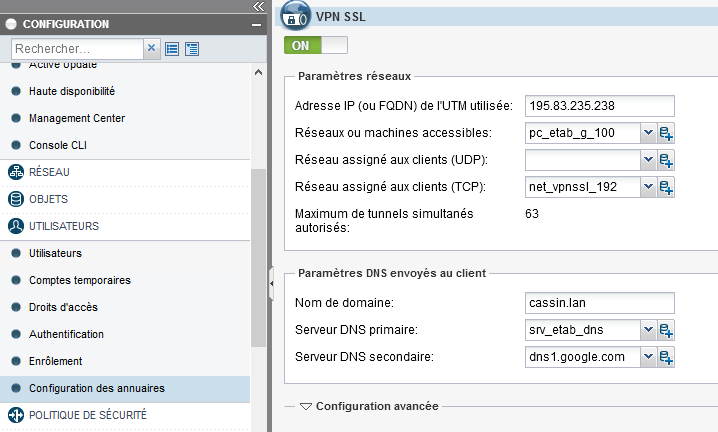 CONFIGURATION
Rechercher...
Active Update
Haute disponibilité
Management Center
Console CLI
RÉSEAU
OBJETS
UTILISATEURS
Utilisateurs
Comptes temporaires
Droits d'accès
Authentification
Enrôlement
Configuration des annuaires
POLITIQUE DE SÉCURITÉ
VPN SSL
ON
Paramètres réseaux
Adresse IP (ou FQDN) de l'UTM utilisée: 195.83.235.238
Réseaux ou machines accessibles: pc_etab_g_100
Réseau assigné aux clients (UDP):
Réseau assigné aux clients (TCP): net_vpnssl_192
Maximum de tunnels simultanés autorisés: 63
Paramètres DNS envoyés au client
Nom de domaine: cassin.lan
Serveur DNS primaire: srv_etab_dns
Serveur DNS secondaire: dns1.google.com
Configuration avancée